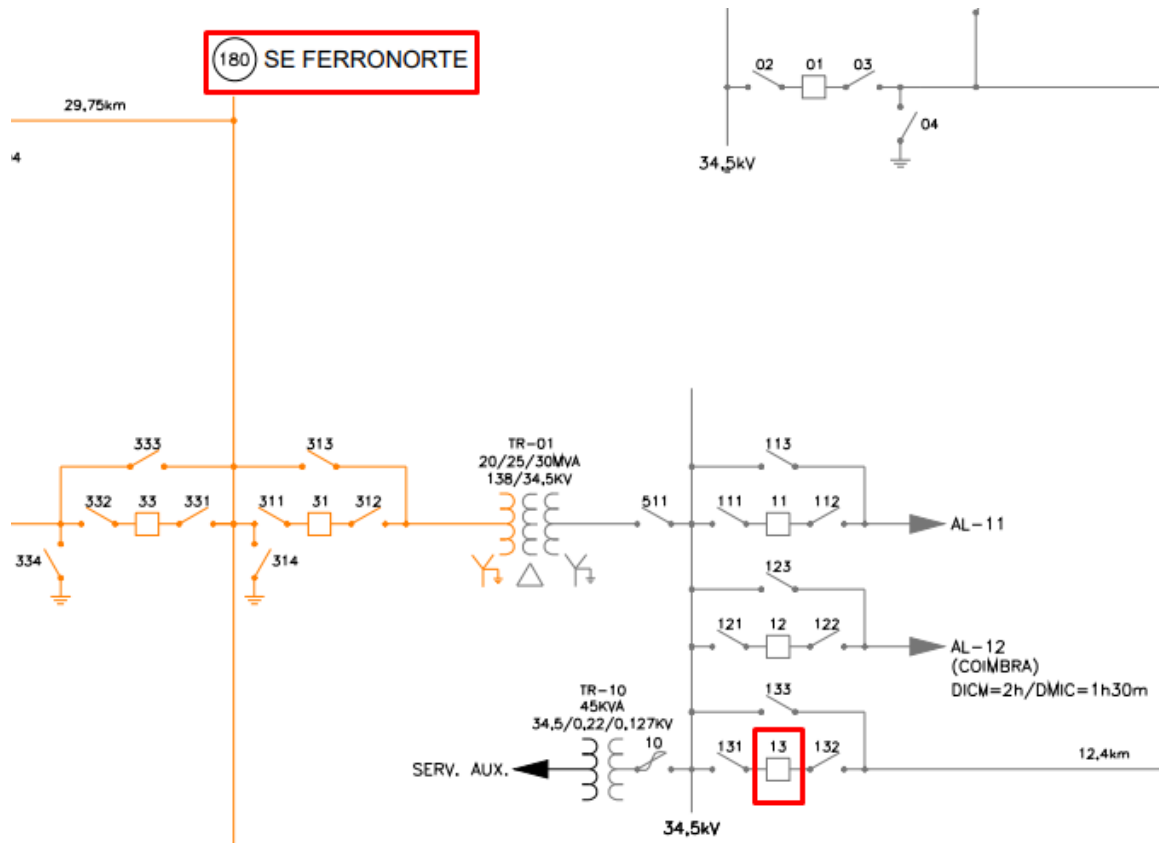 180 SE FERRONORTE
29,75km
4
02 01 03
04
34,5kV
333
332 33 331
334
313
311 31 312
314
TR-01
20/25/30MVA
138/34,5KV
511
113
111 11 112
AL-11
123
121 12 122
AL-12
(COIMBRA)
DICM=2h/DMIC=1h30m
TR-10
45KVA
34,5/0,22/0,127KV
10
SERV. AUX.
133
131 13 132
12,4km
34,5kV